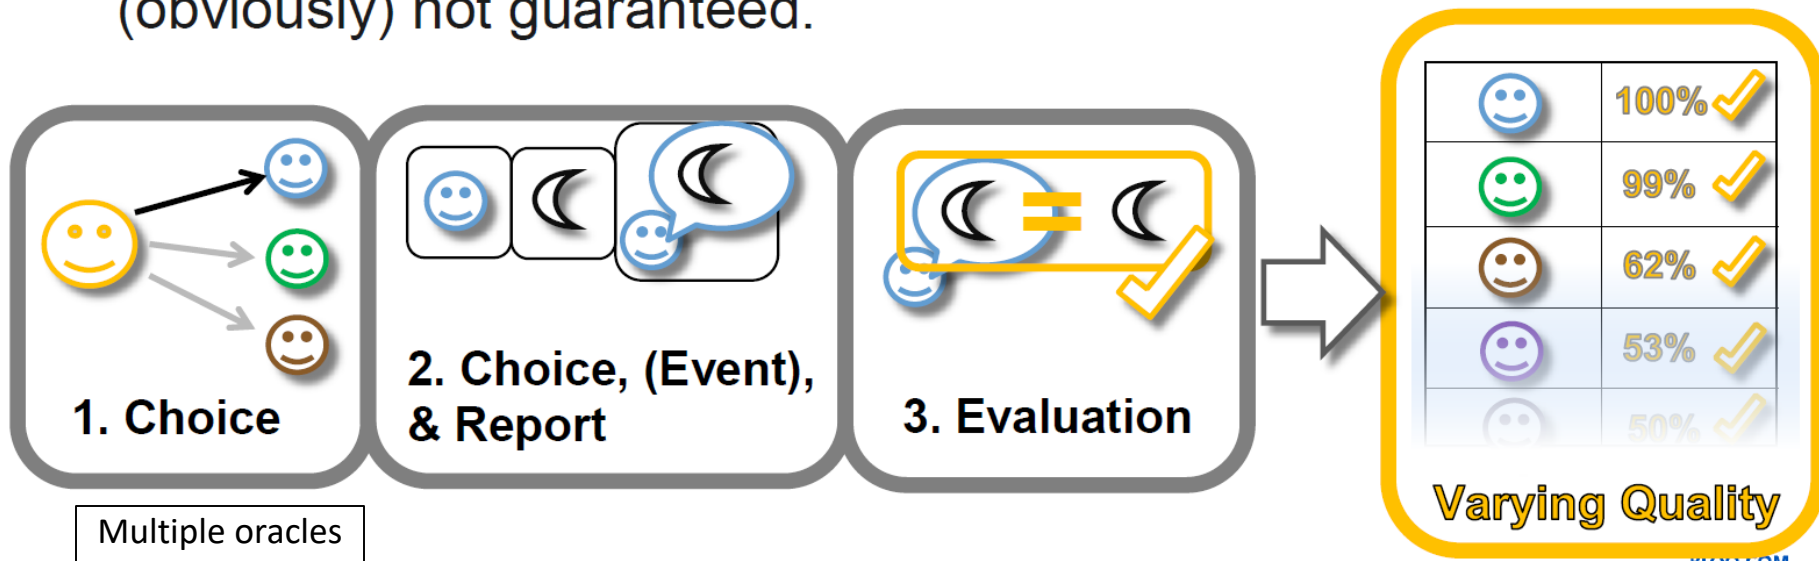 (obviously) not guaranteed.
1. Choice
2. Choice, (Event),
& Report
3. Evaluation
100%
99%
62%
53%
50%
Varying Quality
Multiple oracles